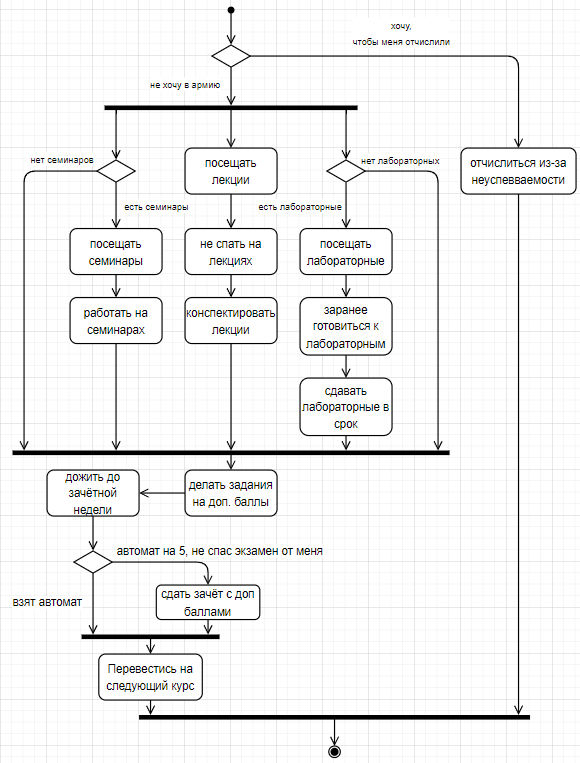 хочу,
чтобы меня отчислили
не хочу в армию
нет семинаров
посещать
лекции
нет лабораторных
отчислиться из-за
неуспевваемости
есть семинары
есть лабораторные
посещать
семинары
не спать на
лекциях
посещать
лабораторные
работать на
семинарах
конспектировать
лекции
заранее
готовиться к
лабораторным
сдавать
лабораторные в
срок
дожить до
зачётной
недели
делать задания
на доп. баллы
автомат на 5, не спас экзамен от меня
взят автомат
сдать зачёт с доп
баллами
Перевестись на
следующий курс